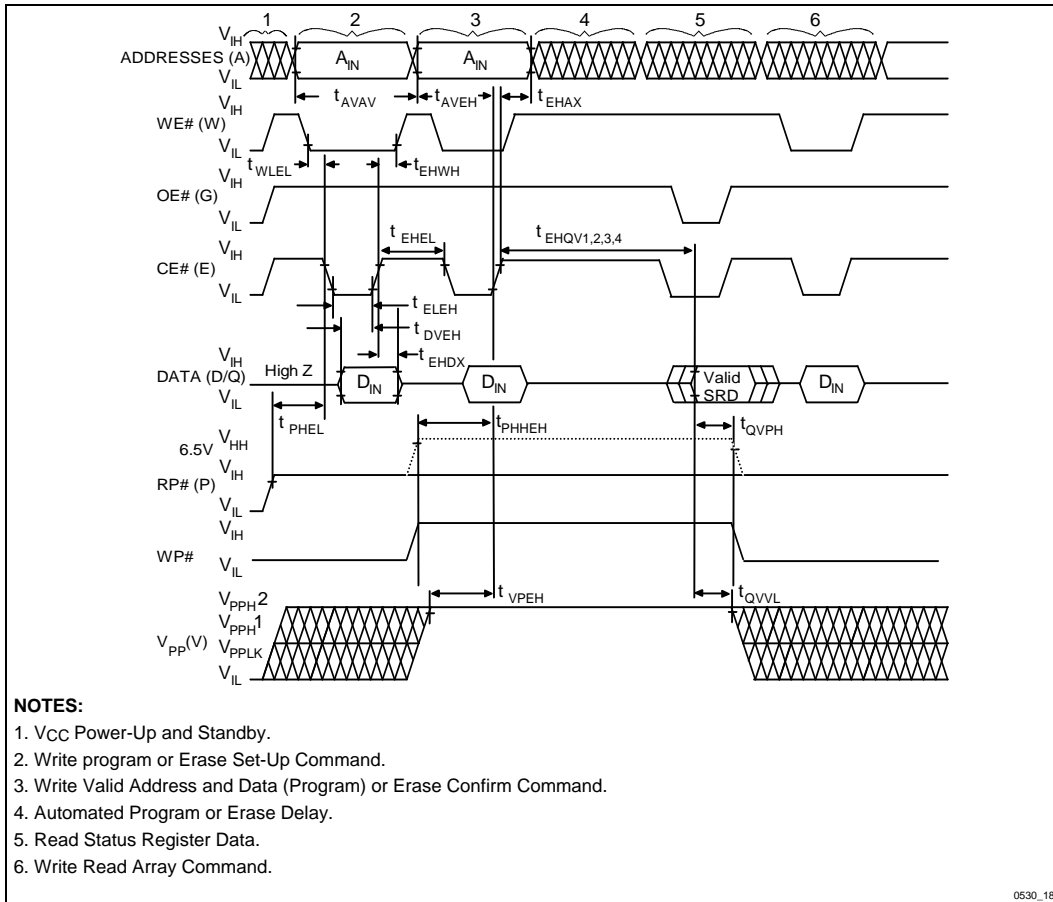 1 2 3 4 5 6
VIH
ADDRESSES (A) AIN AIN
VIL
tAVAV tAVEH tEHAX
VIH
WE# (W)
VIL
tWLEL tEHWH
VIH
OE# (G)
VIL
tEHEL tEHQV1,2,3,4
VIH
CE# (E)
VIL
tELEH
tDVEH
tEHDX
VIH
DATA (D/Q) High Z DIN DIN Valid SRD DIN
VIL
tPHEL tPHHEH tQVPH
6.5V VHH
VIH
RP# (P)
VIL
VIH
WP#
VIL
tVPEH tQVVL
VPPH2
VPPH1
VPP(V) VPPLK
VIL
NOTES:
1. VCC Power-Up and Standby.
2. Write program or Erase Set-Up Command.
3. Write Valid Address and Data (Program) or Erase Confirm Command.
4. Automated Program or Erase Delay.
5. Read Status Register Data.
6. Write Read Array Command.
0530_18